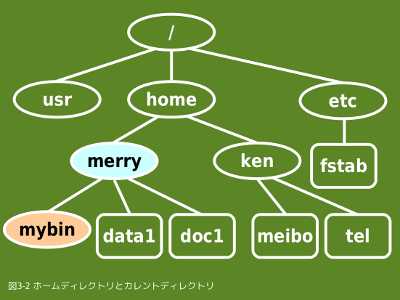 /
usr
home
etc
merry
ken
fstab
mybin
data1
doc1
meibo
tel
図3-2 ホームディレクトリとカレントディレクトリ